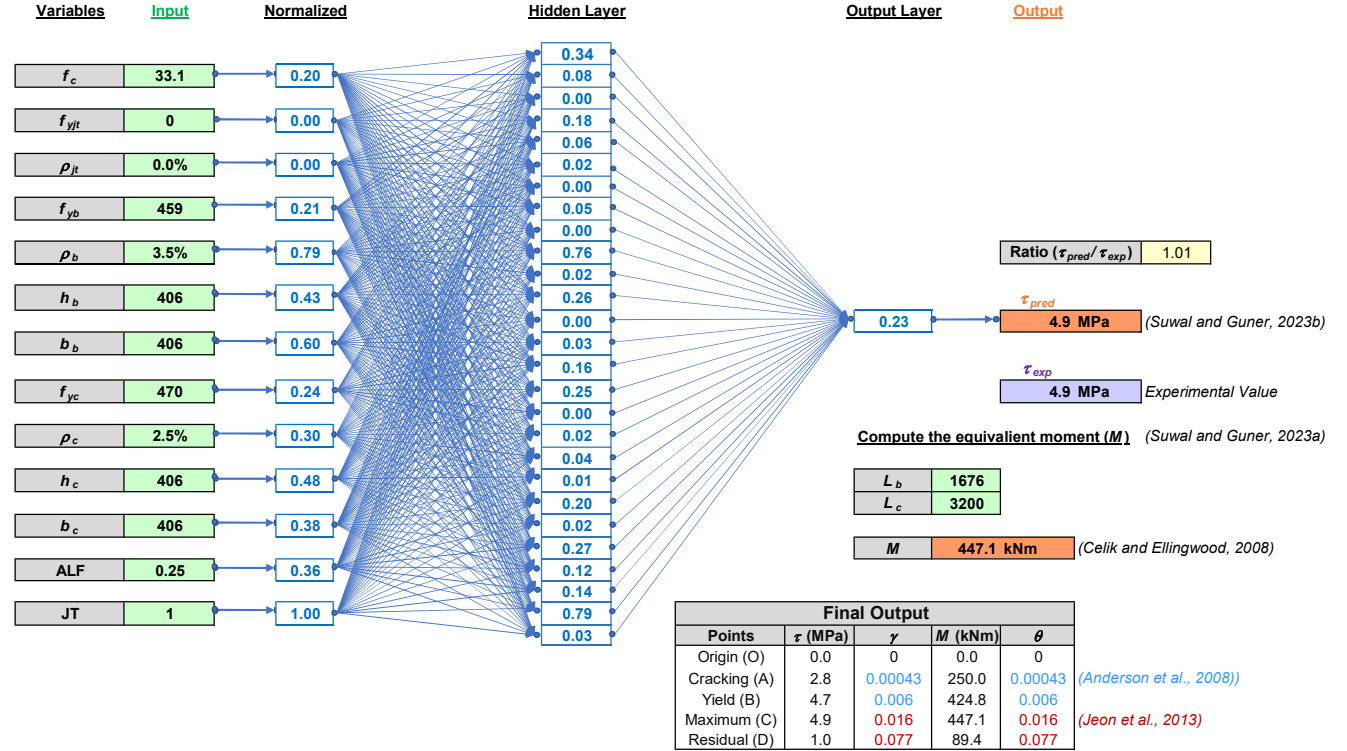 Variables Input Normalized Hidden Layer Output Layer Output
0.34
f c 33.1 0.20 0.08
0.00
f yjt 0 0.00 0.18
0.06
ρ jt 0.0% 0.00 0.02
0.00
f yb 459 0.21 0.05
0.00
ρ b 3.5% 0.79 0.76 Ratio (τ pred / τ exp) 1.01
0.02
h b 406 0.43 0.26 τ pred
0.00 0.23 4.9 MPa (Suwal and Guner, 2023b)
b b 406 0.60 0.03
0.16 τ exp
f yc 470 0.24 0.25 4.9 MPa Experimental Value
0.00
ρ c 2.5% 0.30 0.02 Compute the equivalient moment (M) (Suwal and Guner, 2023a)
0.04
h c 406 0.48 0.01 L b 1676
0.20 L c 3200
b c 406 0.38 0.02
0.27 M 447.1 kNm (Celik and Ellingwood, 2008)
ALF 0.25 0.36 0.12
0.14
JT 1 1.00 0.79
0.03
Final Output
Points τ (MPa) γ M (kNm) θ
Origin (O) 0.0 0 0.0 0
Cracking (A) 2.8 0.00043 250.0 0.00043 (Anderson et al., 2008))
Yield (B) 4.7 0.006 424.8 0.006
Maximum (C) 4.9 0.016 447.1 0.016 (Jeon et al., 2013)
Residual (D) 1.0 0.077 89.4 0.077